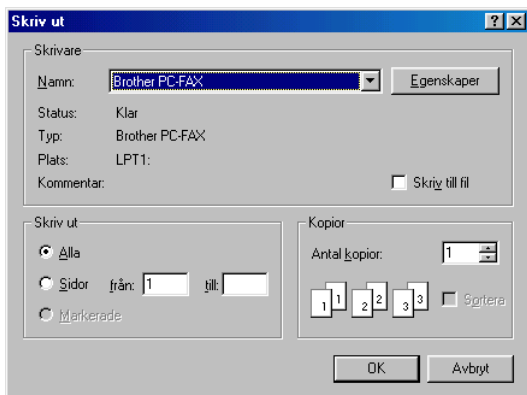 Skriv ut
Skrivare
Namn: Brother PC-FAX Egenskaper
Status: Klar
Typ: Brother PC-FAX
Plats: LPT1:
Kommentar: Skriv till fil
Skriv ut
Alla
Sidor från: 1 till:
Markerade
Kopior
Antal kopior: 1
1 1 2 2 3 3 Sortera
OK Avbryt